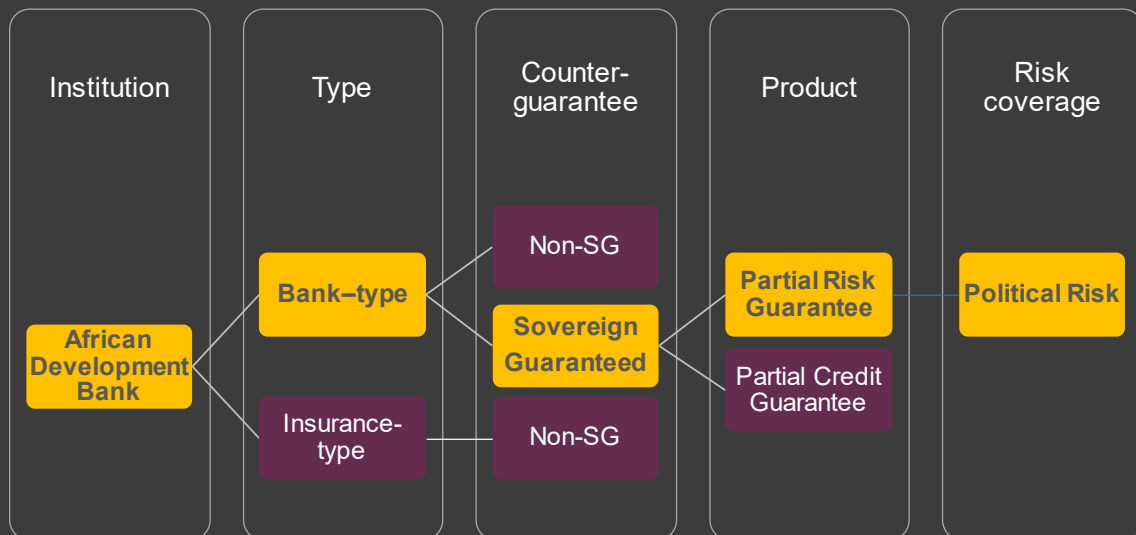 Institution
Type
Counter-
guarantee
Product
Risk
coverage
Non-SG
Bank–type
Partial Risk
Guarantee
Political Risk
African
Development
Bank
Sovereign
Guaranteed
Partial Credit
Guarantee
Insurance-
type
Non-SG